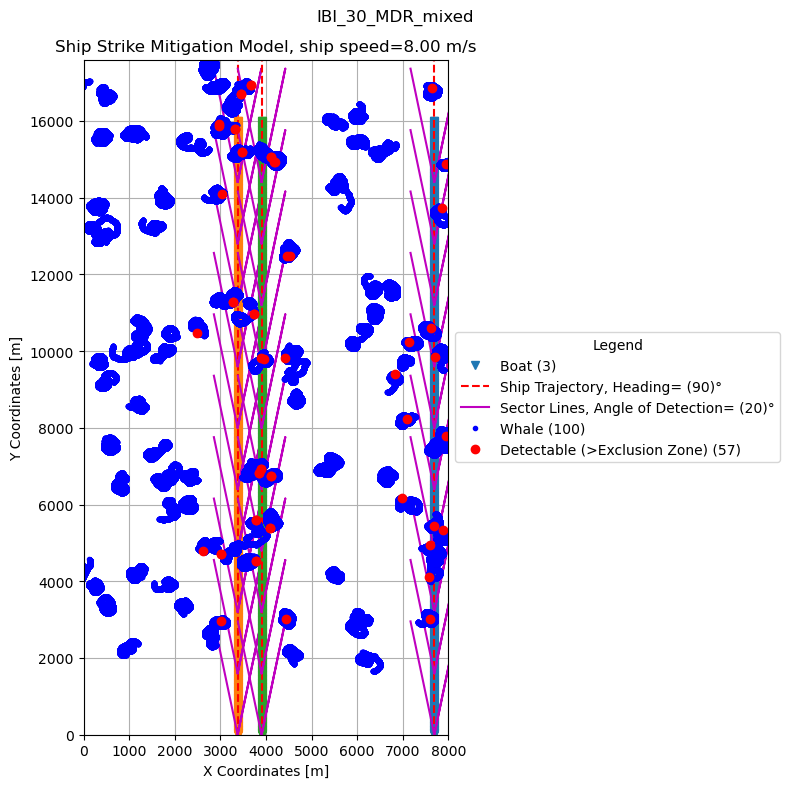 IBI_30_MDR_mixed
Ship Strike Mitigation Model, ship speed=8.00 m/s
Y Coordinates [m]
16000
14000
12000
10000
8000
6000
4000
2000
0
0 1000 2000 3000 4000 5000 6000 7000 8000
X Coordinates [m]
Legend
Boat (3)
Ship Trajectory, Heading= (90)°
Sector Lines, Angle of Detection= (20)°
Whale (100)
Detectable (>Exclusion Zone) (57)